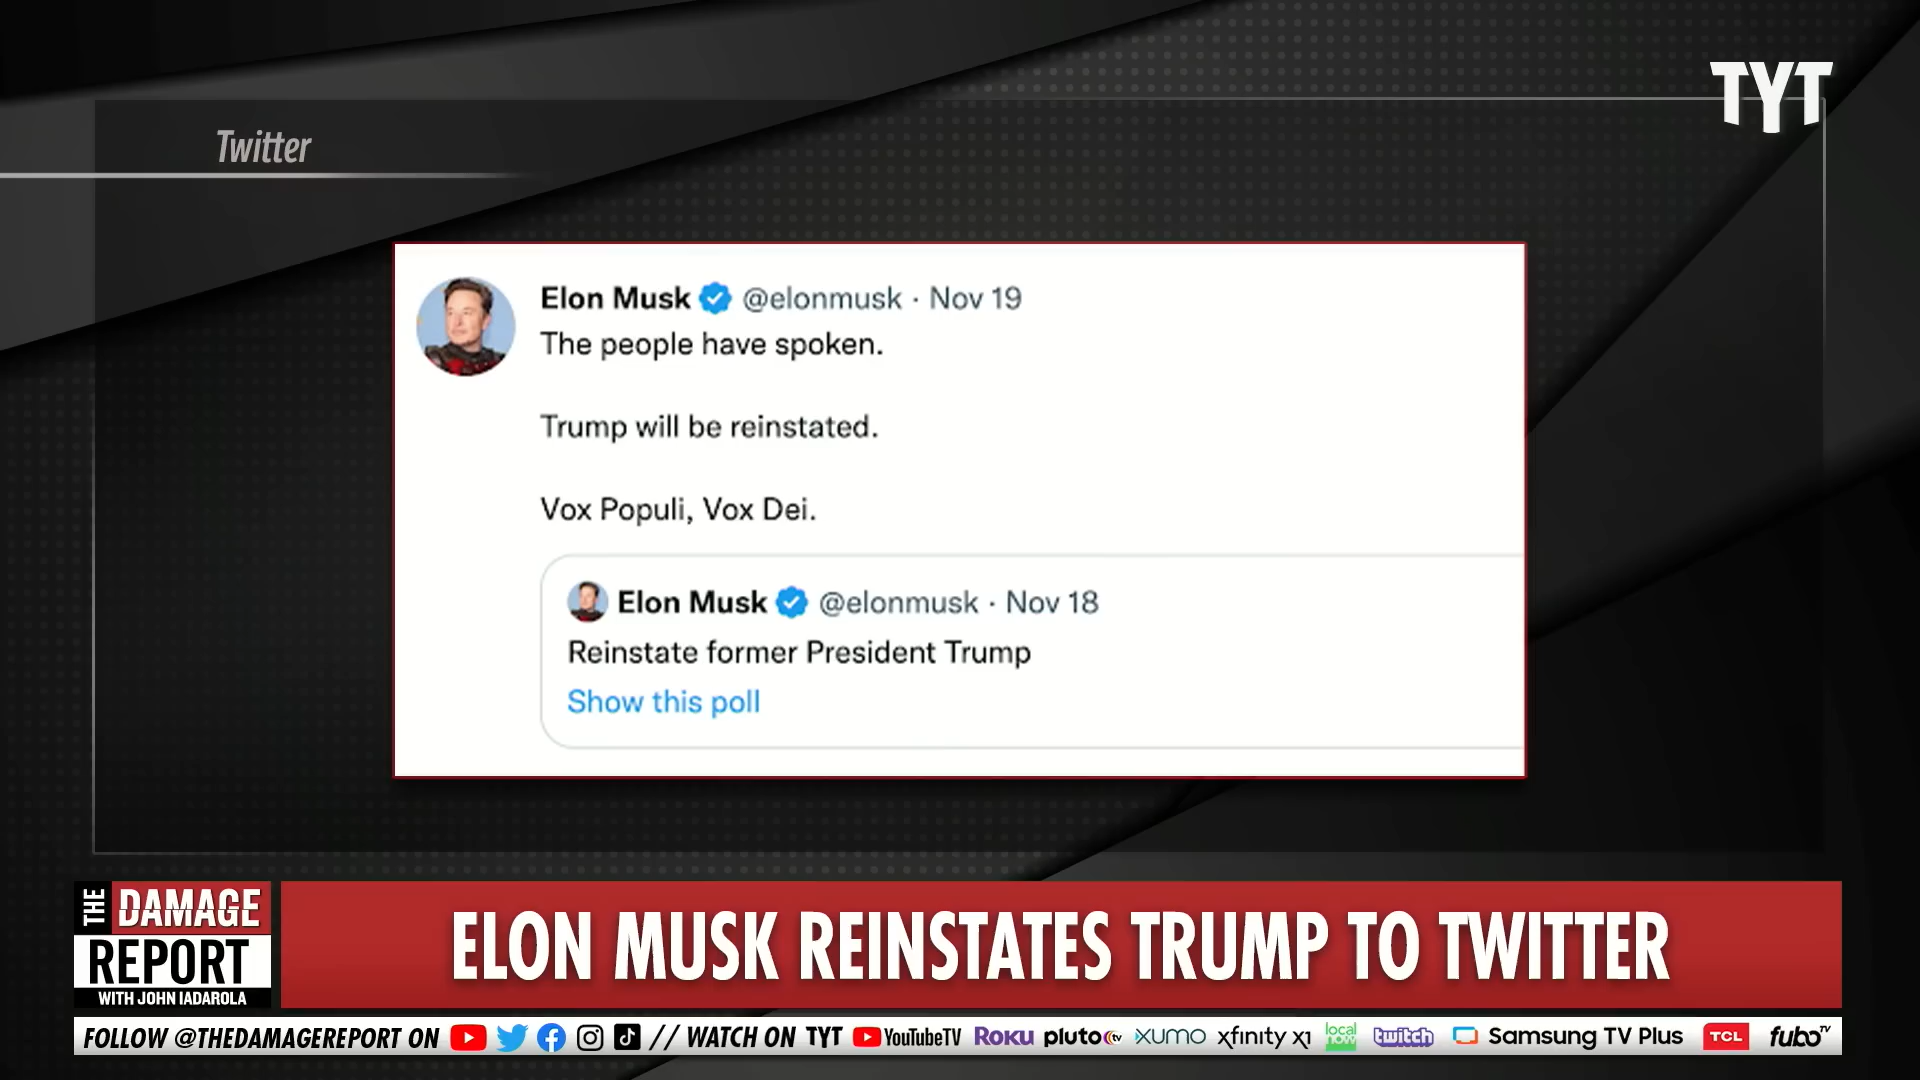 TYT
Twitter
Elon Musk @elonmusk · Nov 19
The people have spoken.
Trump will be reinstated.
Vox Populi, Vox Dei.
Elon Musk @elonmusk · Nov 18
Reinstate former President Trump
Show this poll
THE DAMAGE
REPORT
WITH JOHN IADAROLA
ELON MUSK REINSTATES TRUMP TO TWITTER
FOLLOW @THEDAMAGEREPORT ON // WATCH ON TYT YouTubeTV Roku pluto tv xumo xfinity x1 local now twitch Samsung TV Plus TCL fubo TV